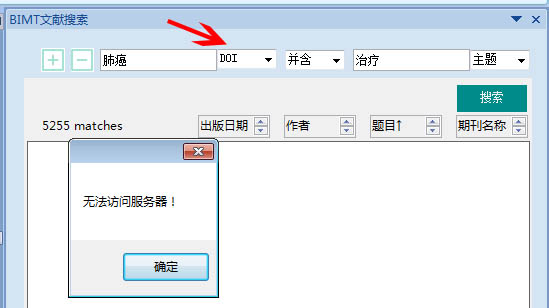 BIMT文献搜索
肺癌 DOI 并含 治疗 主题
搜索
5255 matches 出版日期 作者 题目↑ 期刊名称
无法访问服务器！
确定